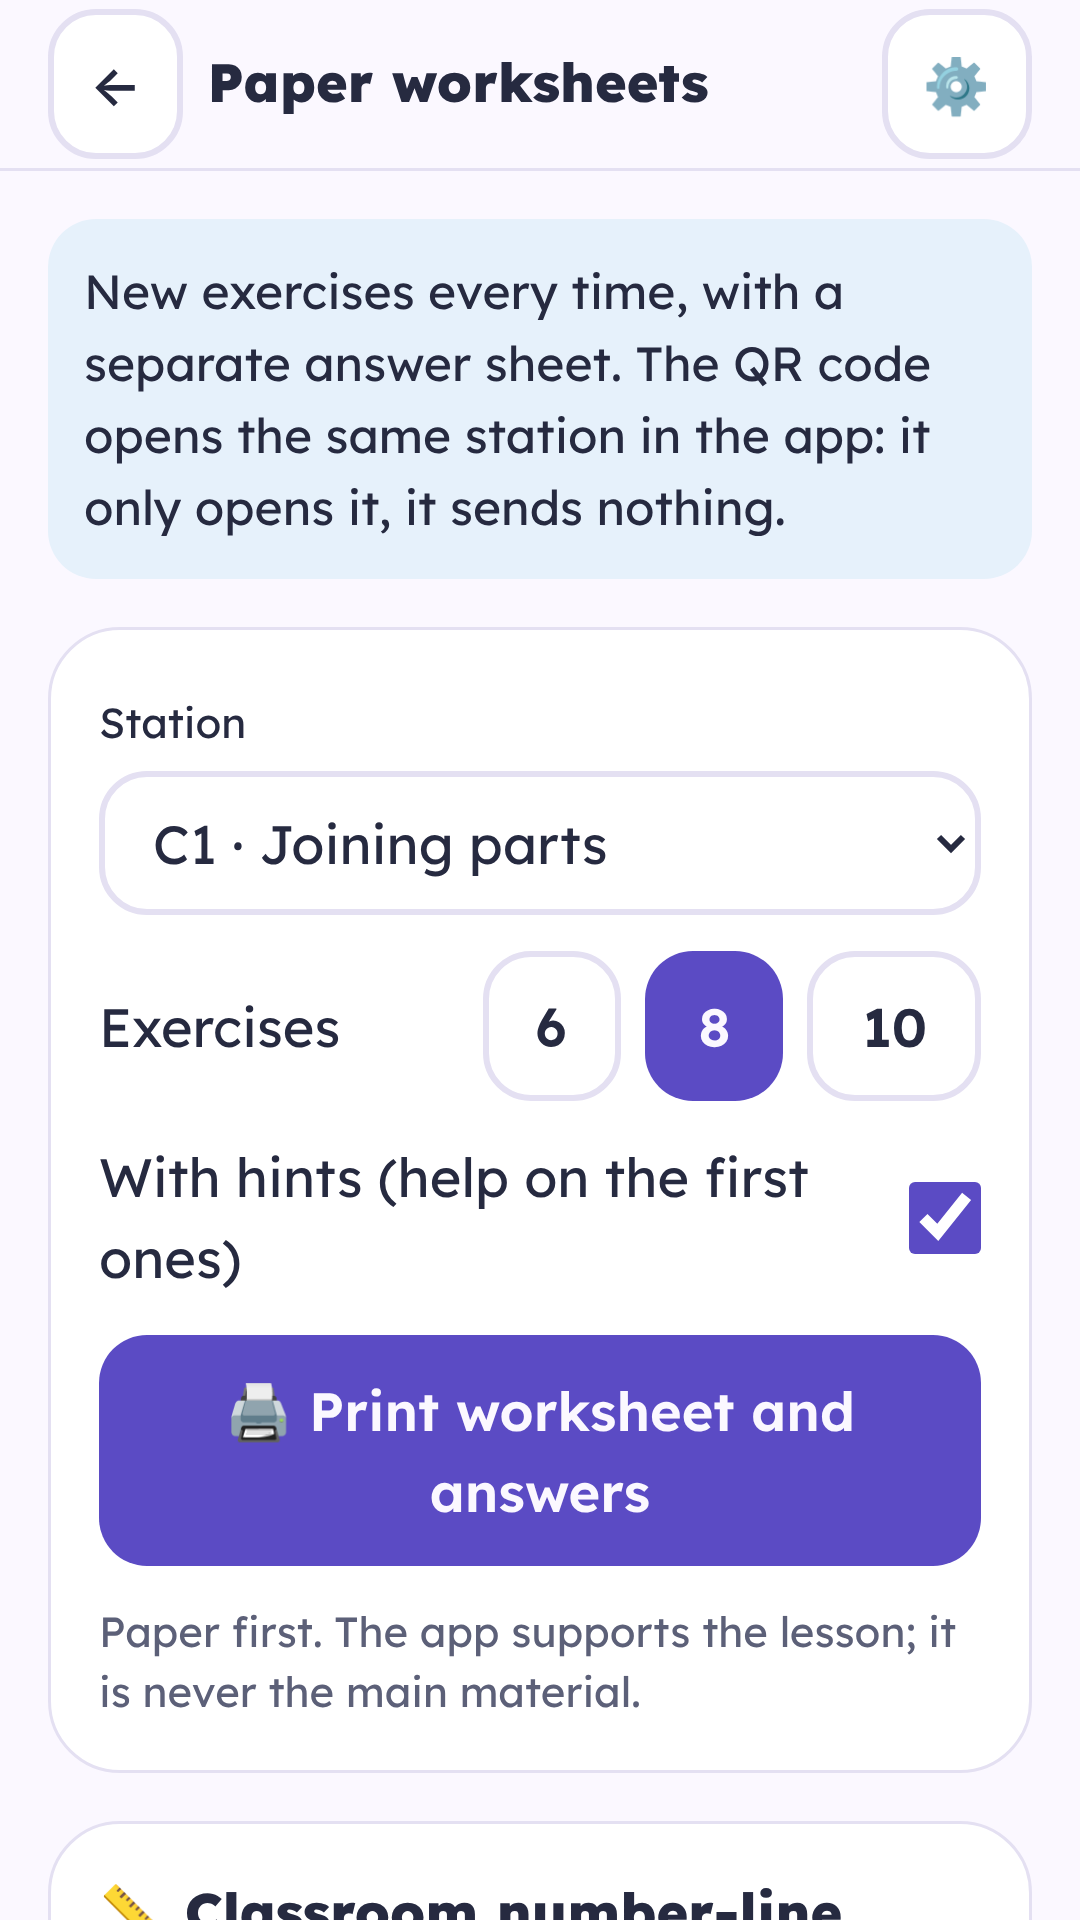 Paper worksheets
New exercises every time, with a
separate answer sheet. The QR code
opens the same station in the app: it
only opens it, it sends nothing.
Station
C1 · Joining parts
Exercises
6
8
10
With hints (help on the first
ones)
Print worksheet and
answers
Paper first. The app supports the lesson; it
is never the main material.
Classroom number-line